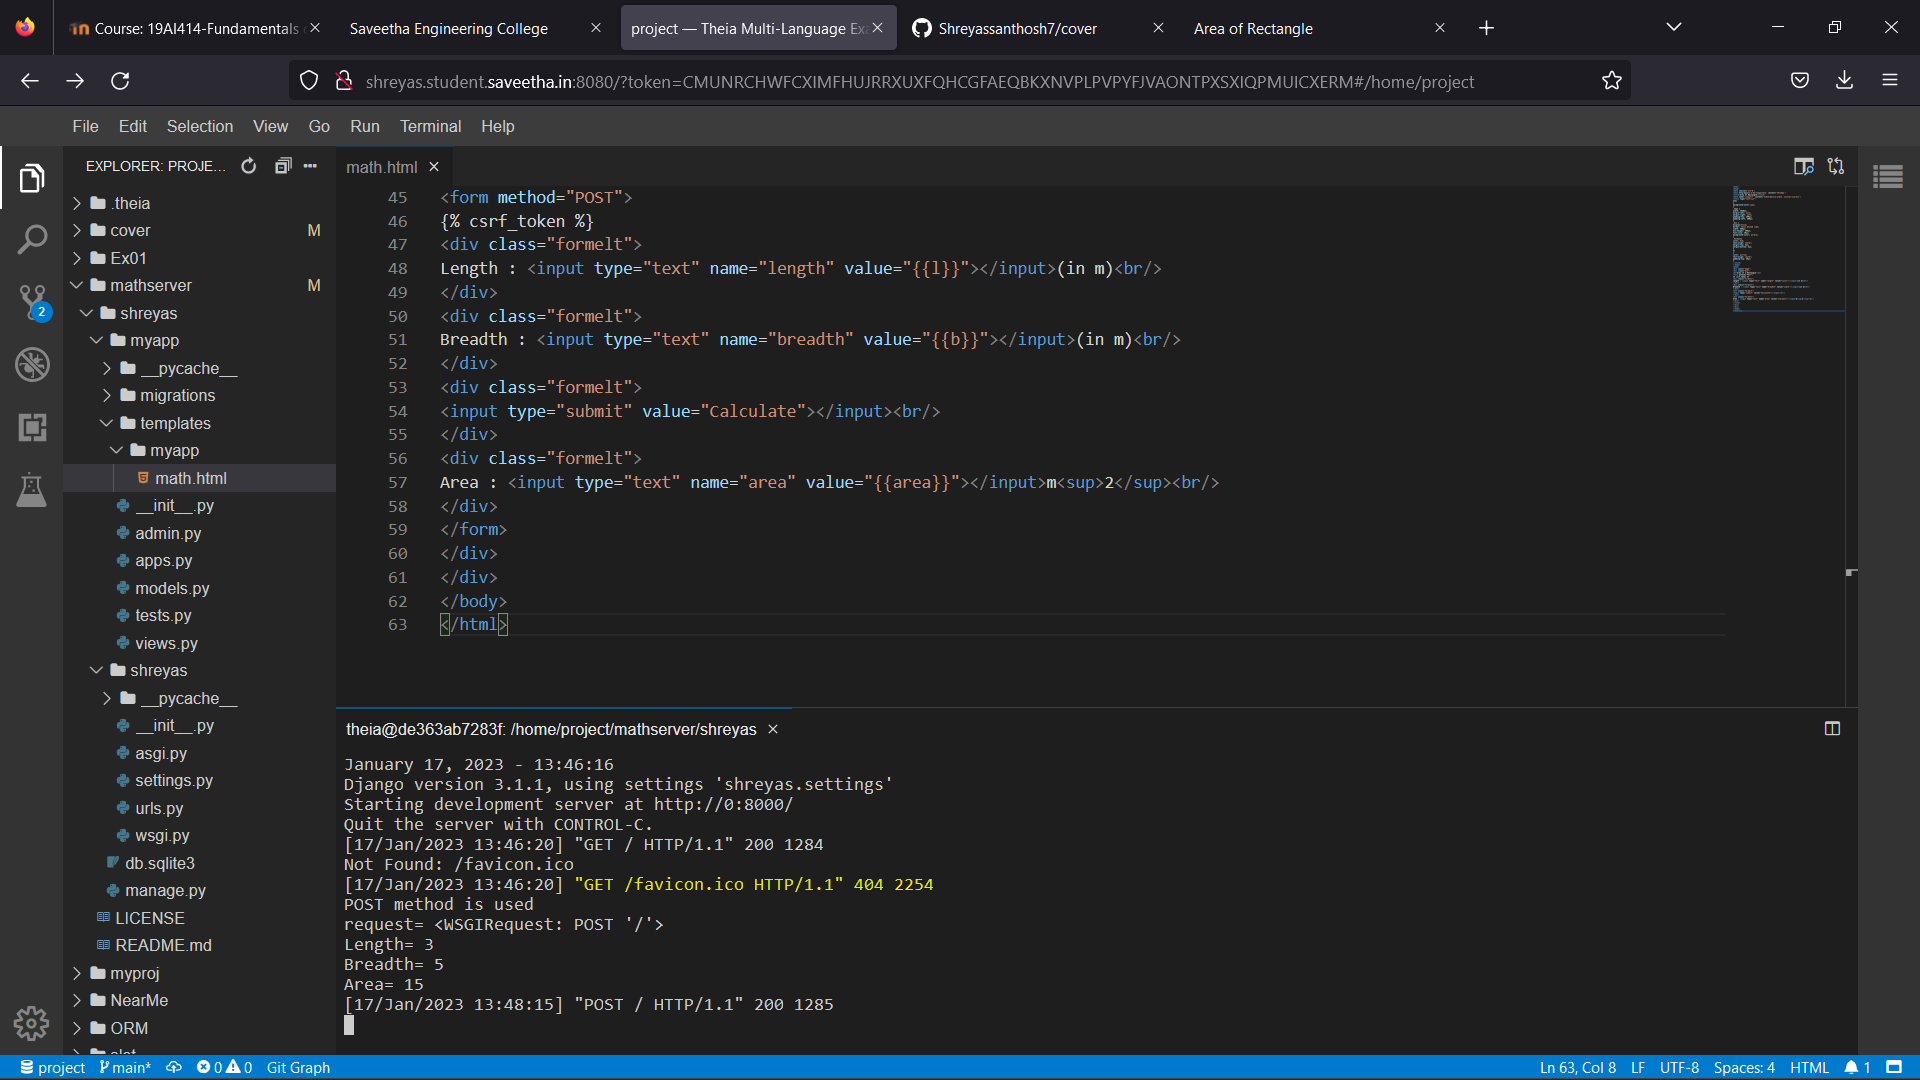 Course: 19AI414-Fundamentals
Saveetha Engineering College
project — Theia Multi-Language Ex
Shreyassanthosh7/cover
Area of Rectangle
shreyas.student.saveetha.in:8080/?token=CMUNRCHWFCXIMFHUJRRXUXFQHCGFAEQBKXNVPLPVPYFJVAONTPXSXIQPMUICXERM#/home/project
File Edit Selection View Go Run Terminal Help
EXPLORER: PROJE...
.theia
cover M
Ex01
mathserver M
shreyas
myapp
__pycache__
migrations
templates
myapp
math.html
__init__.py
admin.py
apps.py
models.py
tests.py
views.py
shreyas
__pycache__
__init__.py
asgi.py
settings.py
urls.py
wsgi.py
db.sqlite3
manage.py
LICENSE
README.md
myproj
NearMe
ORM
2
math.html
45 <form method="POST">
46 {% csrf_token %}
47 <div class="formelt">
48 Length : <input type="text" name="length" value="{{l}}"></input>(in m)<br/>
49 </div>
50 <div class="formelt">
51 Breadth : <input type="text" name="breadth" value="{{b}}"></input>(in m)<br/>
52 </div>
53 <div class="formelt">
54 <input type="submit" value="Calculate"></input><br/>
55 </div>
56 <div class="formelt">
57 Area : <input type="text" name="area" value="{{area}}"></input>m<sup>2</sup><br/>
58 </div>
59 </form>
60 </div>
61 </div>
62 </body>
63 </html>
theia@de363ab7283f: /home/project/mathserver/shreyas
January 17, 2023 - 13:46:16
Django version 3.1.1, using settings 'shreyas.settings'
Starting development server at http://0:8000/
Quit the server with CONTROL-C.
[17/Jan/2023 13:46:20] "GET / HTTP/1.1" 200 1284
Not Found: /favicon.ico
[17/Jan/2023 13:46:20] "GET /favicon.ico HTTP/1.1" 404 2254
POST method is used
request= <WSGIRequest: POST '/'>
Length= 3
Breadth= 5
Area= 15
[17/Jan/2023 13:48:15] "POST / HTTP/1.1" 200 1285
project main* 0 0 Git Graph
Ln 63, Col 8 LF UTF-8 Spaces: 4 HTML 1